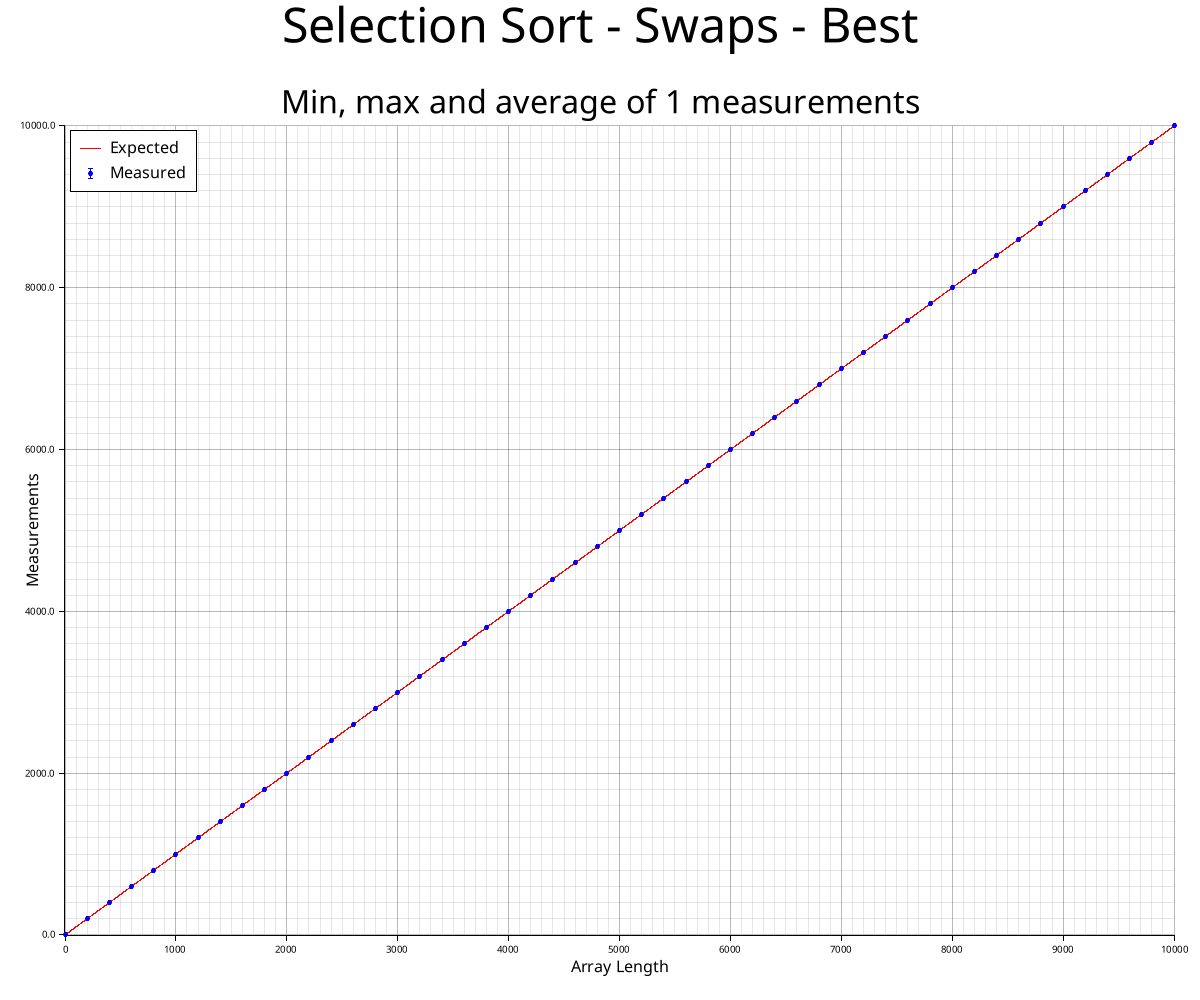 Selection Sort - Swaps - Best
Min, max and average of 1 measurements
Expected
Measured
Measurements
10000.0
8000.0
6000.0
4000.0
2000.0
0.0
0 1000 2000 3000 4000 5000 6000 7000 8000 9000 10000
Array Length